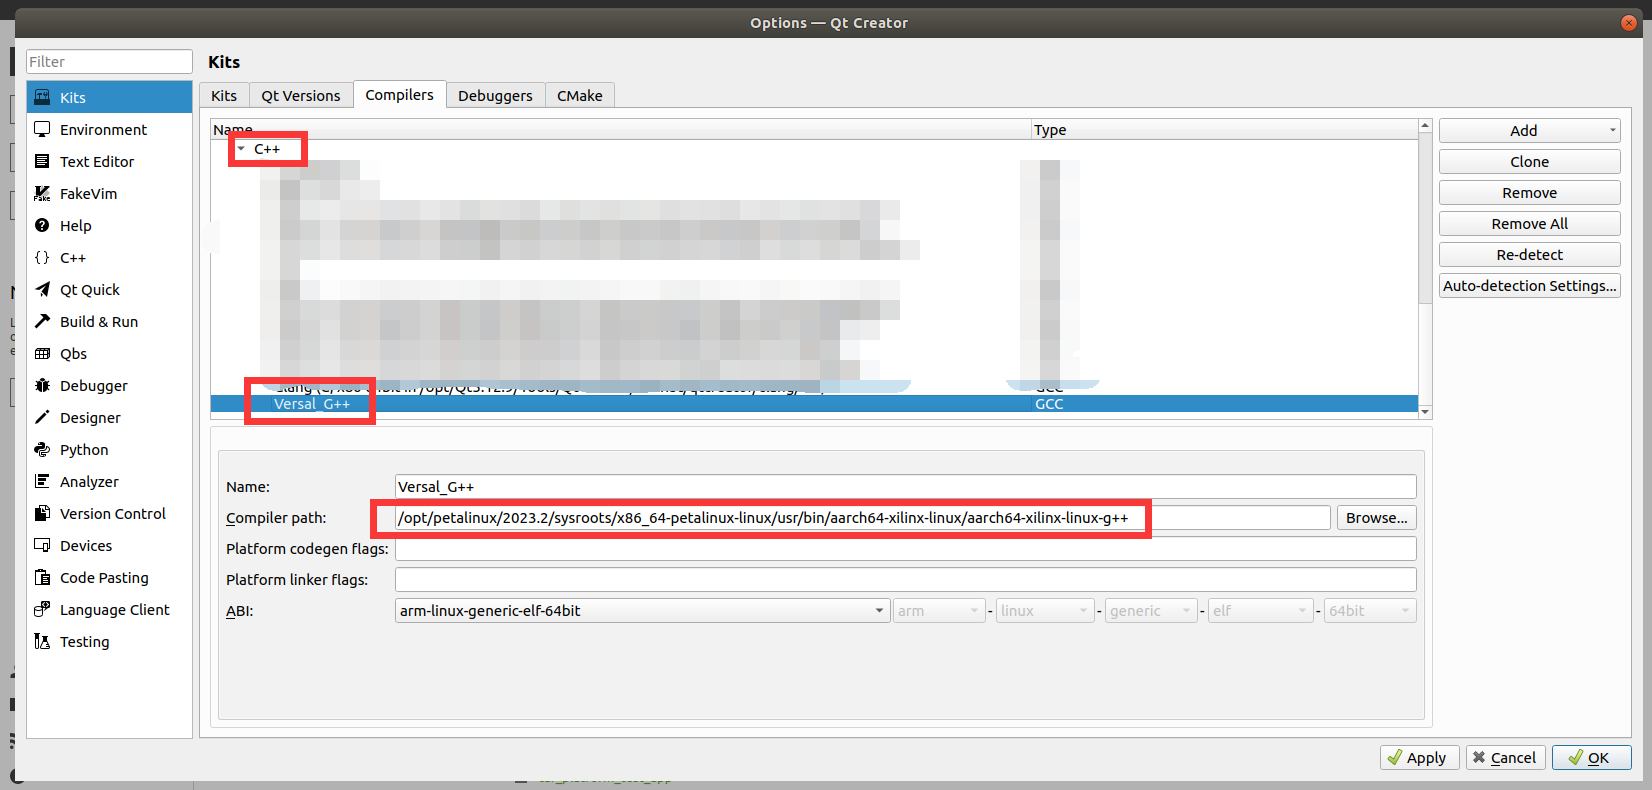 Options — Qt Creator
Filter
Kits
Environment
Text Editor
FakeVim
Help
C++
Qt Quick
Build & Run
Qbs
Debugger
Designer
Python
Analyzer
Version Control
Devices
Code Pasting
Language Client
Testing
Kits
Kits Qt Versions Compilers Debuggers CMake
Name Type
C++
Versal_G++ GCC
Add
Clone
Remove
Remove All
Re-detect
Auto-detection Settings...
Name: Versal_G++
Compiler path: /opt/petalinux/2023.2/sysroots/x86_64-petalinux-linux/usr/bin/aarch64-xilinx-linux/aarch64-xilinx-linux-g++ Browse...
Platform codegen flags:
Platform linker flags:
ABI: arm-linux-generic-elf-64bit arm - linux - generic - elf - 64bit
Apply Cancel OK